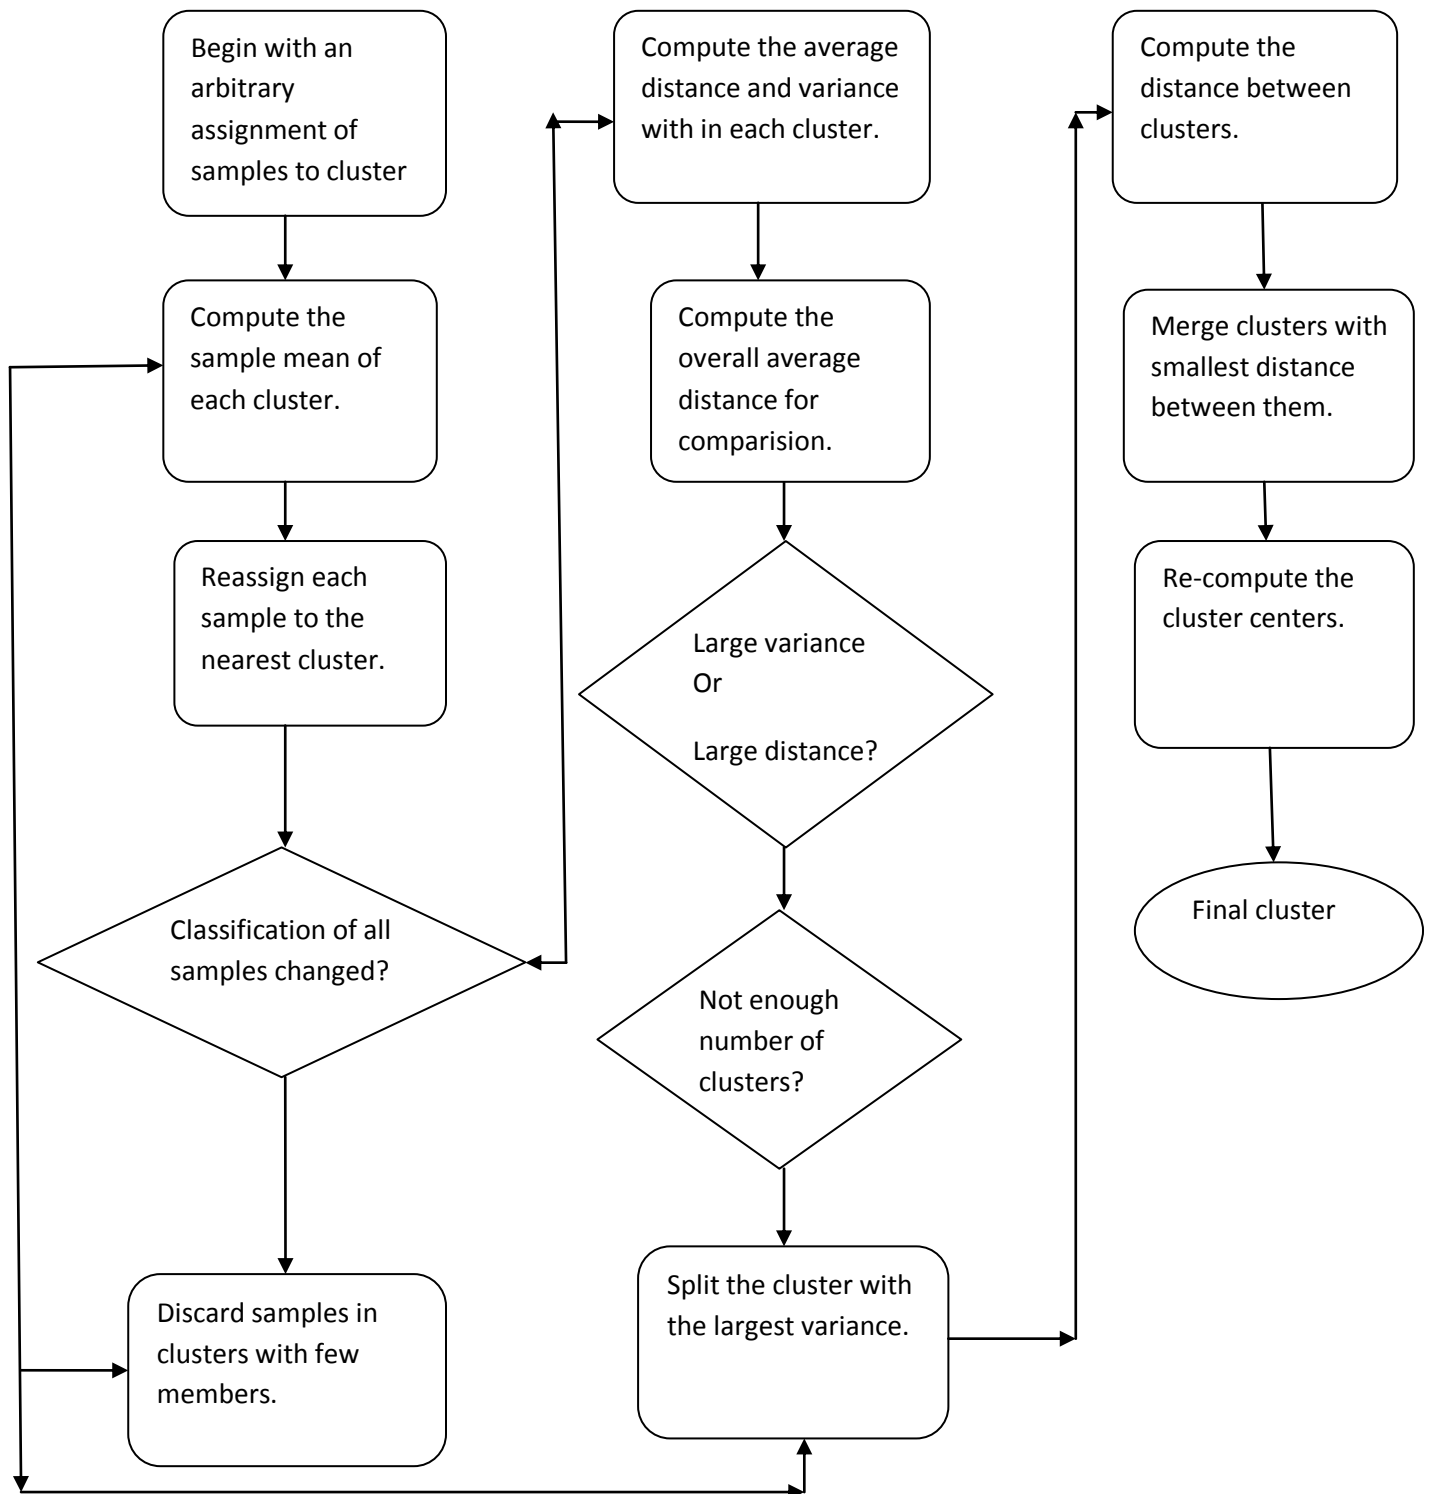 Begin with an
arbitrary
assignment of
samples to cluster
Compute the
sample mean of
each cluster.
Reassign each
sample to the
nearest cluster.
Classification of all
samples changed?
Discard samples in
clusters with few
members.
Compute the average
distance and variance
with in each cluster.
Compute the
overall average
distance for
comparision.
Large variance
Or
Large distance?
Not enough
number of
clusters?
Split the cluster with
the largest variance.
Compute the
distance between
clusters.
Merge clusters with
smallest distance
between them.
Re-compute the
cluster centers.
Final cluster